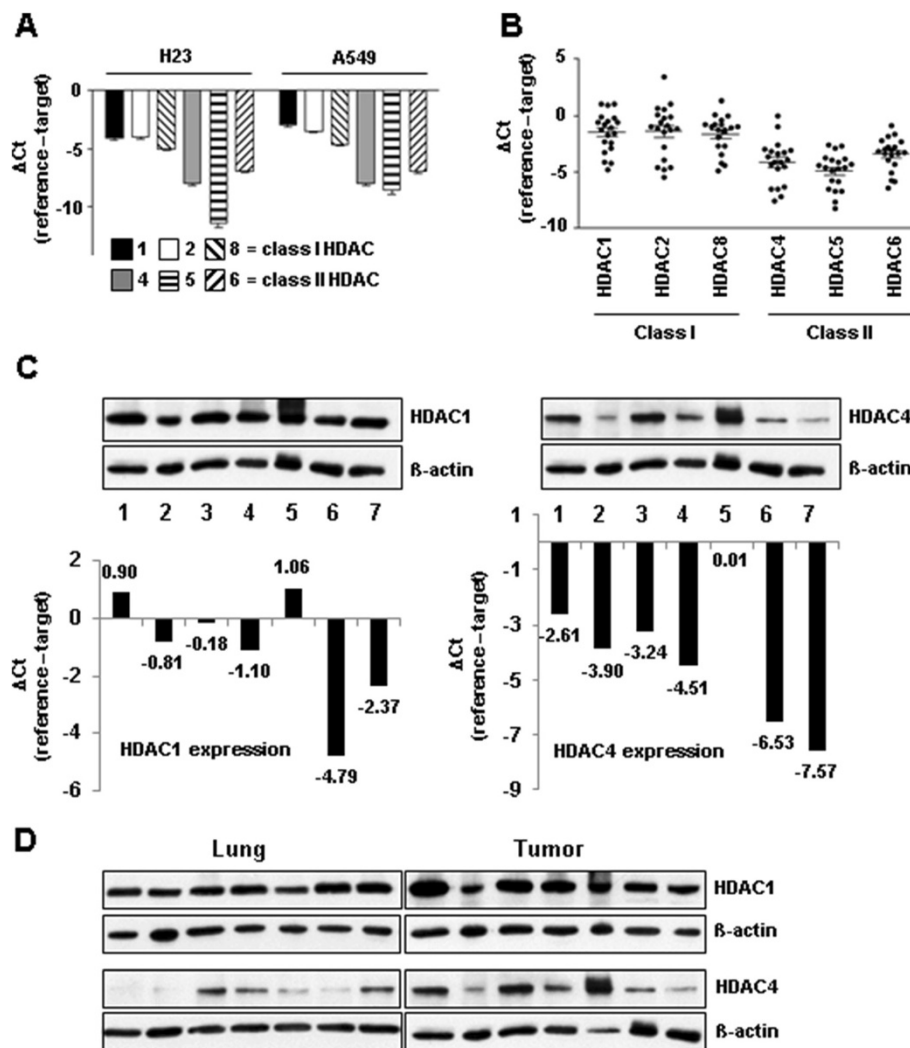 A
H23 A549
0
-5
-10
ΔCt
(reference–target)
1 2 8 = class I HDAC
4 5 6 = class II HDAC
B
5
0
-5
-10
ΔCt
(reference–target)
HDAC1 HDAC2 HDAC8 HDAC4 HDAC5 HDAC6
Class I Class II
C
HDAC1
ß-actin
1 2 3 4 5 6 7
2
0
-2
-4
-6
ΔCt
(reference–target)
0.90 -0.81 -0.18 -1.10 1.06 -4.79 -2.37
HDAC1 expression
HDAC4
ß-actin
1 2 3 4 5 6 7
1
-1
-3
-5
-7
-9
ΔCt
(reference–target)
-2.61 -3.90 -3.24 -4.51 0.01 -6.53 -7.57
HDAC4 expression
D
Lung Tumor
HDAC1
ß-actin
HDAC4
ß-actin